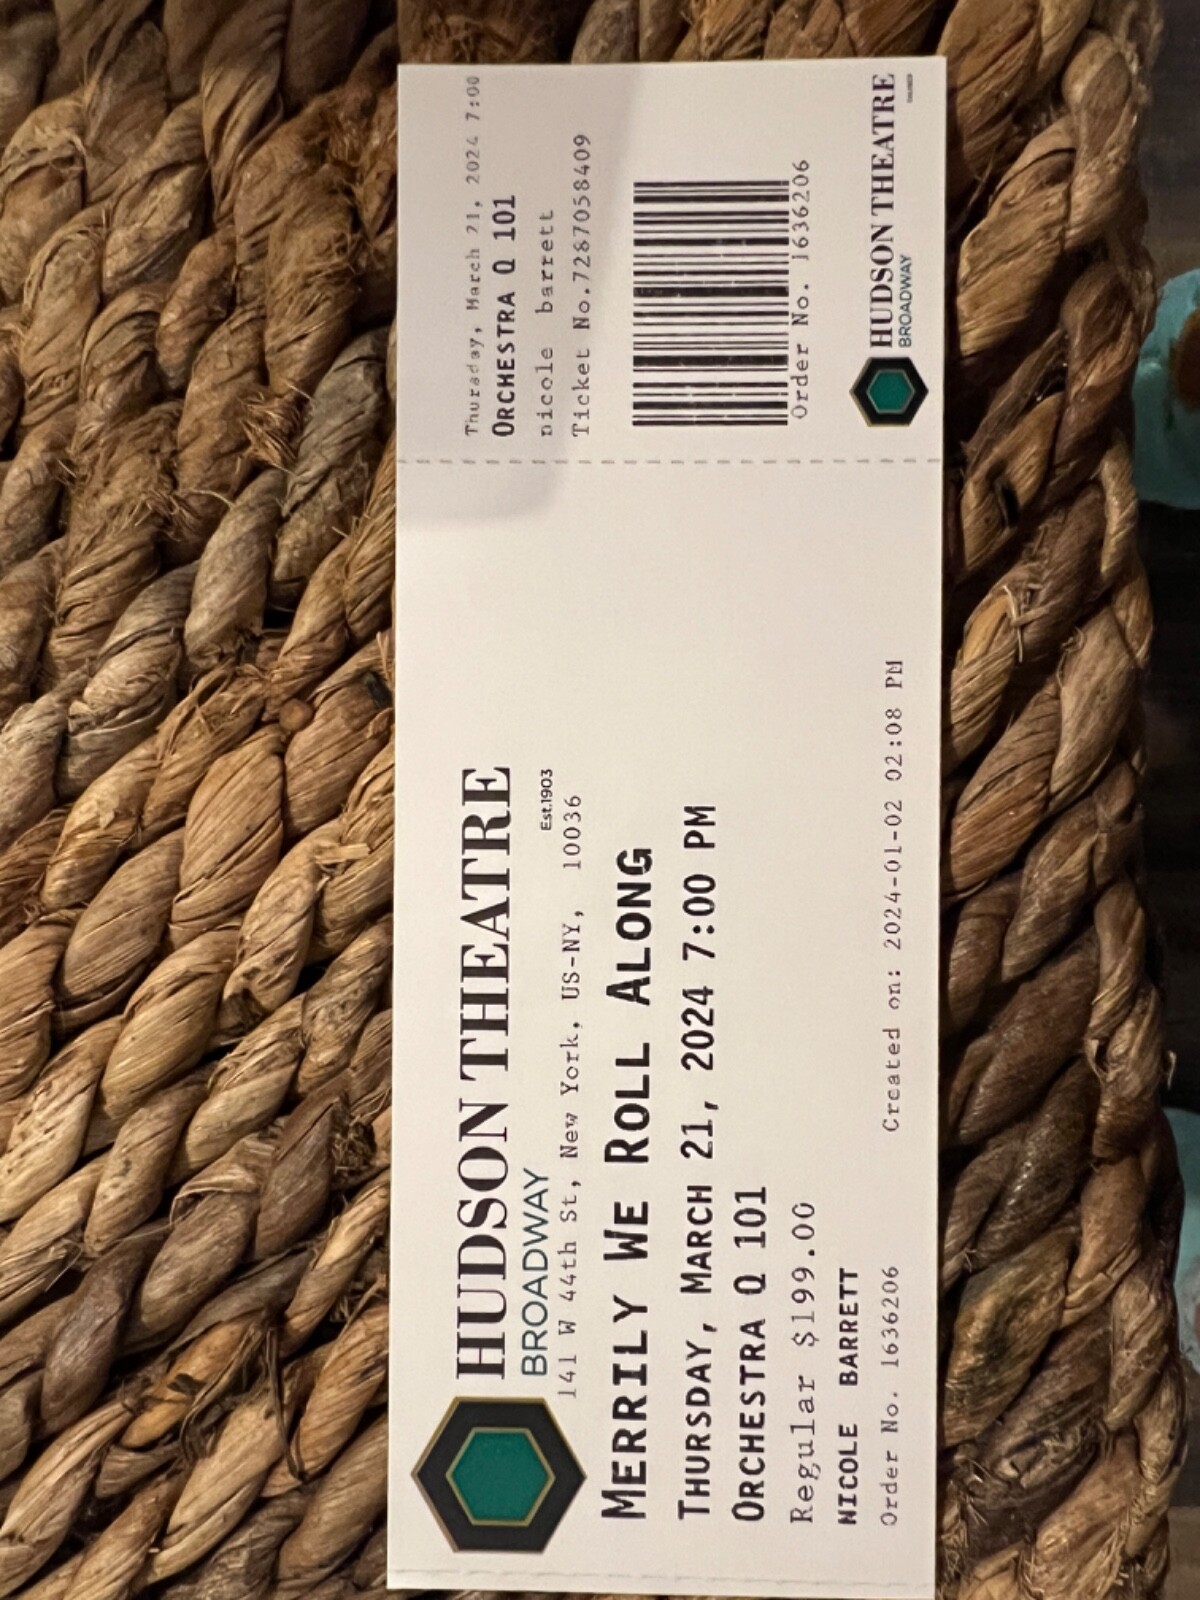 HUDSON THEATRE
BROADWAY
Est.1903
141 W 44th St, New York, US-NY, 10036
MERRILY WE ROLL ALONG
THURSDAY, MARCH 21, 2024 7:00 PM
ORCHESTRA Q 101
Regular $199.00
NICOLE BARRETT
Order No. 1636206
Created on: 2024-01-02 02:08 PM
Thursday, March 21, 2024 7:00
ORCHESTRA Q 101
nicole barrett
Ticket No.7287058409
Order No. 1636206
HUDSON THEATRE
BROADWAY